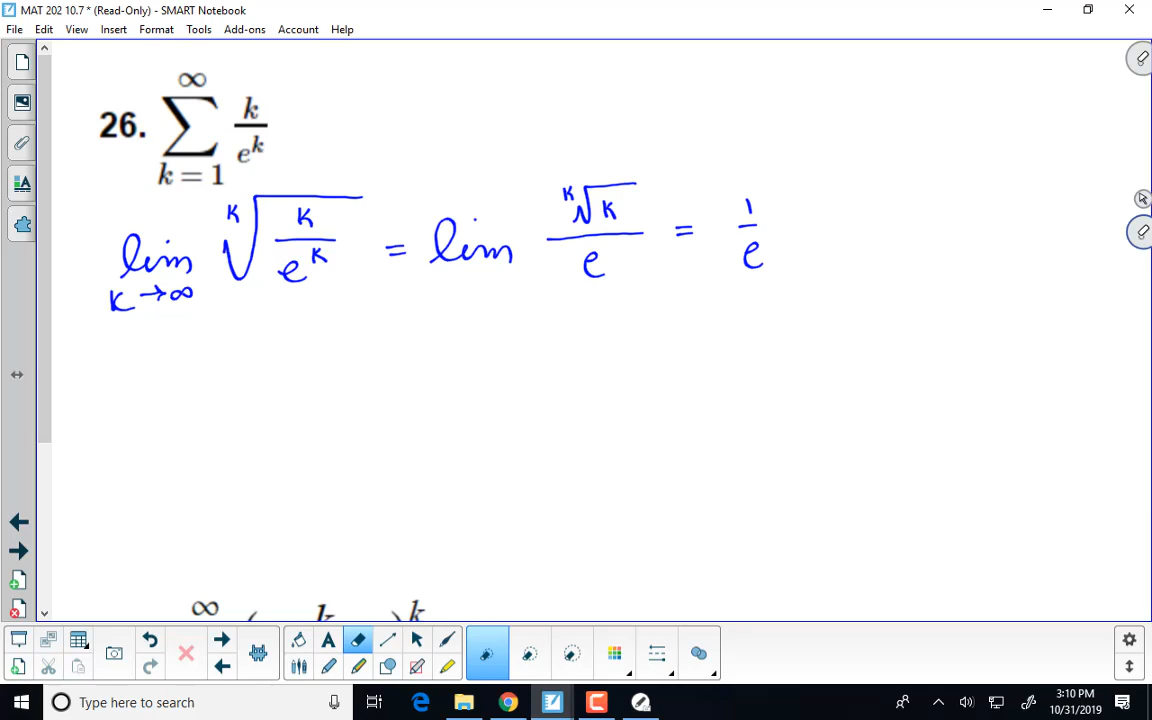 MAT 202 10.7 * (Read-Only) - SMART Notebook
File Edit View Insert Format Tools Add-ons Account Help
26. ∑_{k=1}^{∞} k/e^k
lim_{K→∞} ᴷ√(K/e^K) = lim ᴷ√K / e = 1/e
∞ ( k )^k
Type here to search
3:10 PM
10/31/2019